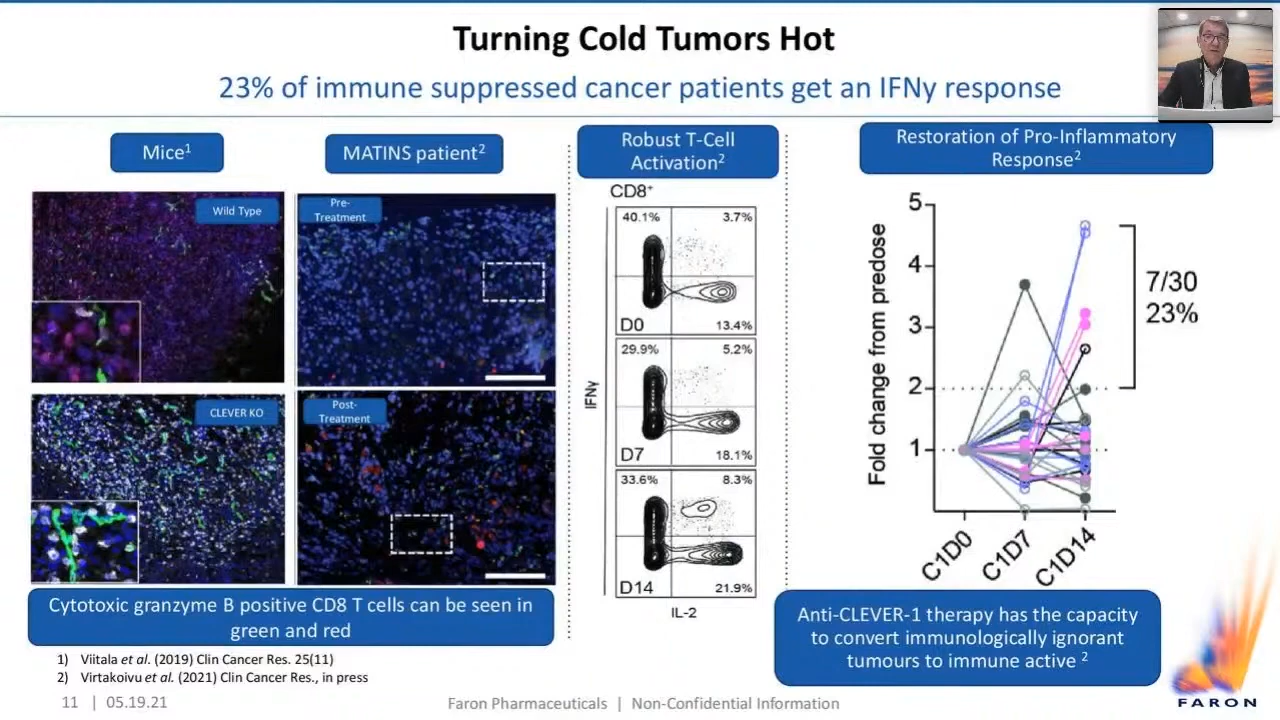 Turning Cold Tumors Hot
23% of immune suppressed cancer patients get an IFNy response
Mice1
MATINS patient2
Robust T-Cell
Activation2
Restoration of Pro-Inflammatory
Response2
Wild Type
Pre-
Treatment
CLEVER KO
Post-
Treatment
Cytotoxic granzyme B positive CD8 T cells can be seen in
green and red
CD8+
40.1%
3.7%
D0
13.4%
29.9%
5.2%
D7
18.1%
33.6%
8.3%
D14
21.9%
IFNγ
IL-2
Fold change from predose
5
4
3
2
1
C1D0
C1D7
C1D14
7/30
23%
Anti-CLEVER-1 therapy has the capacity
to convert immunologically ignorant
tumours to immune active 2
1) Viitala et al. (2019) Clin Cancer Res. 25(11)
2) Virtakoivu et al. (2021) Clin Cancer Res., in press
11 | 05.19.21
Faron Pharmaceuticals | Non-Confidential Information
FARON